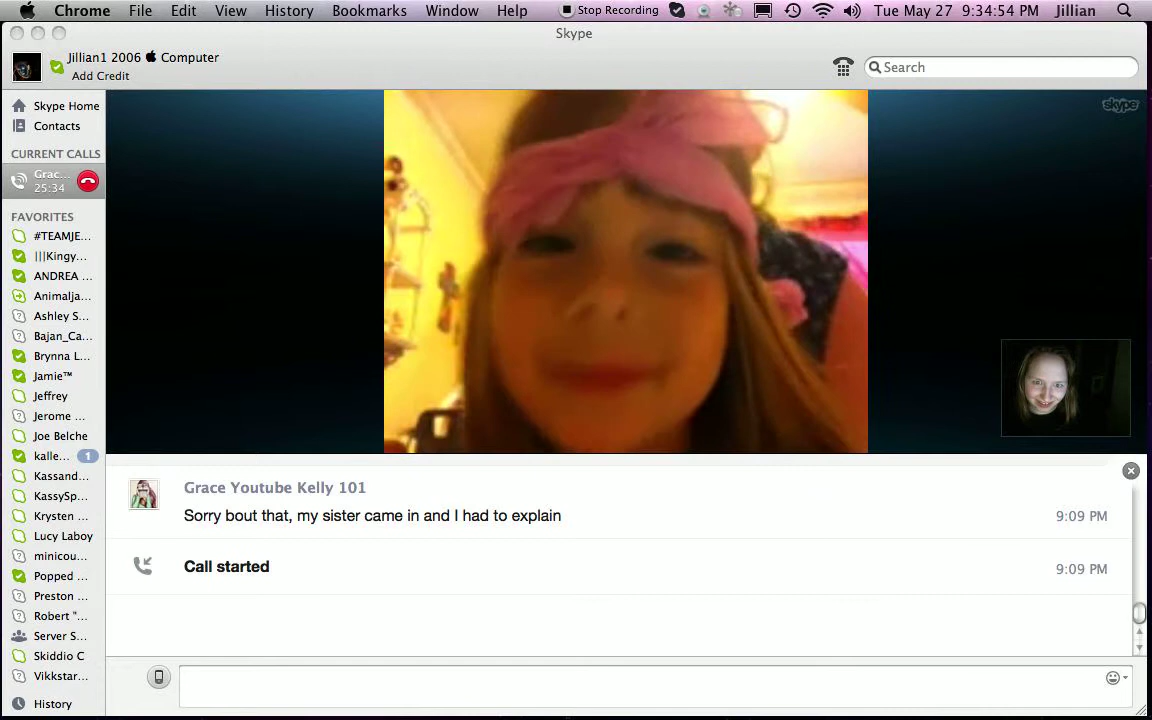 Chrome File Edit View History Bookmarks Window Help Stop Recording Tue May 27 9:34:54 PM Jillian
Skype
Jillian1 2006 Computer
Add Credit
Search
skype
Skype Home
Contacts
CURRENT CALLS
Grac...
25:34
FAVORITES
#TEAMJE...
|||Kingy...
ANDREA ...
Animalja...
Ashley S...
Bajan_Ca...
Brynna L...
Jamie™
Jeffrey
Jerome ...
Joe Belche
kalle... 1
Kassand...
KassySp...
Krysten ...
Lucy Laboy
minicou...
Popped ...
Preston ...
Robert "...
Server S...
Skiddio C
Vikkstar...
History
Grace Youtube Kelly 101
Sorry bout that, my sister came in and I had to explain 9:09 PM
Call started 9:09 PM